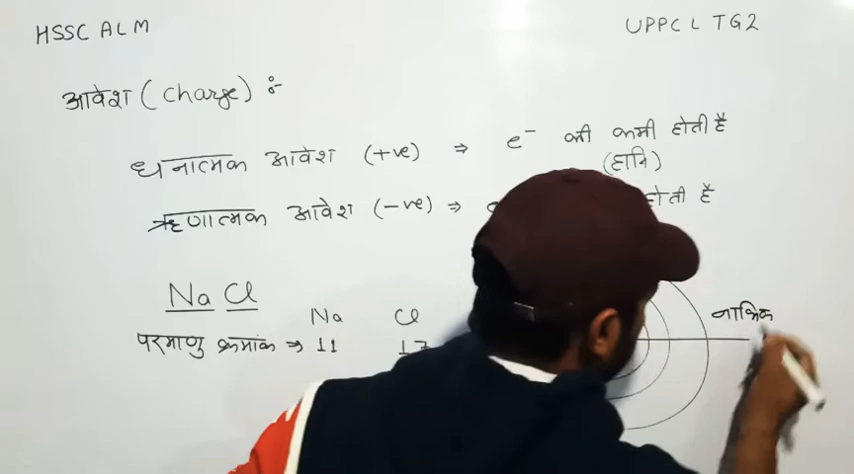 HSSC ALM
UPPCL TG2
आवेश (Charge) :-
धनात्मक आवेश (+ve) ⇒ e⁻ की कमी होती है
(हानि)
ऋणात्मक आवेश (-ve) ⇒ होती है
NaCl
Na Cl
परमाणु क्रमांक ⇒ 11 17
नाभिक